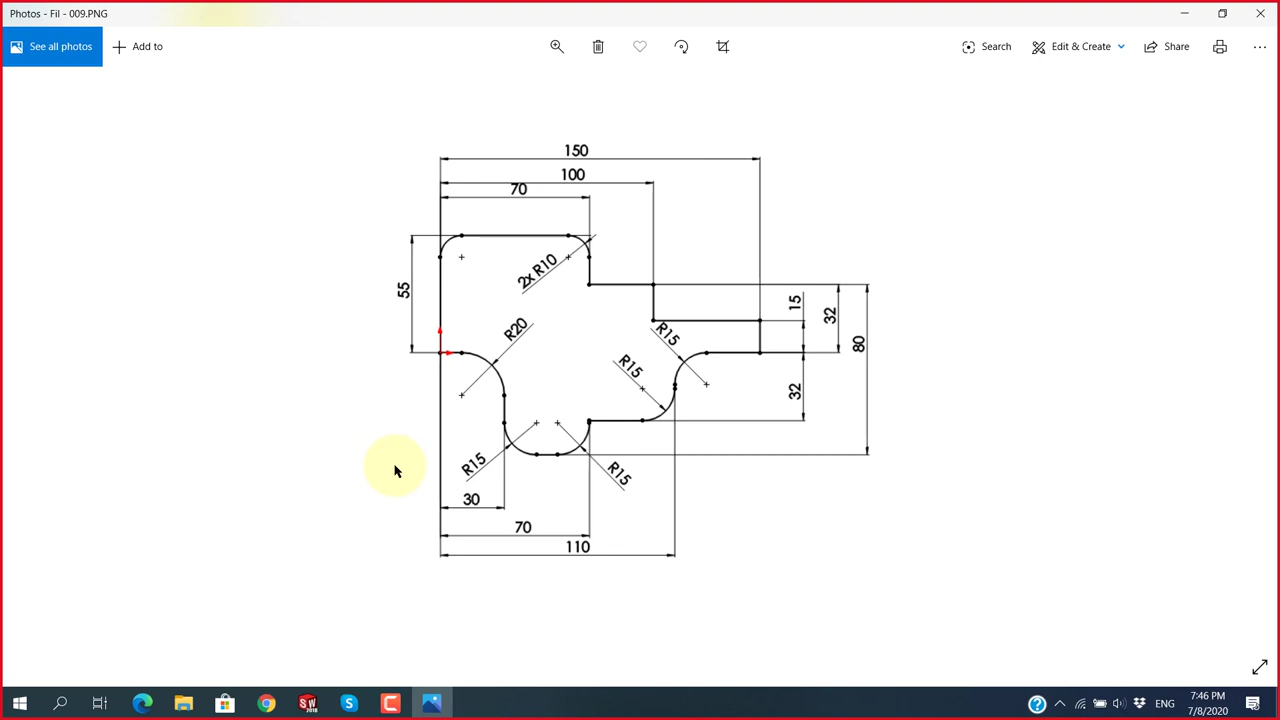 Photos - Fil - 009.PNG
See all photos
Add to
Search
Edit & Create
Share
150
100
70
55
2x R10
R20
R15
R15
15
32
80
32
R15
R15
30
70
110
SW
2018
S
?
ENG
7:46 PM
7/8/2020